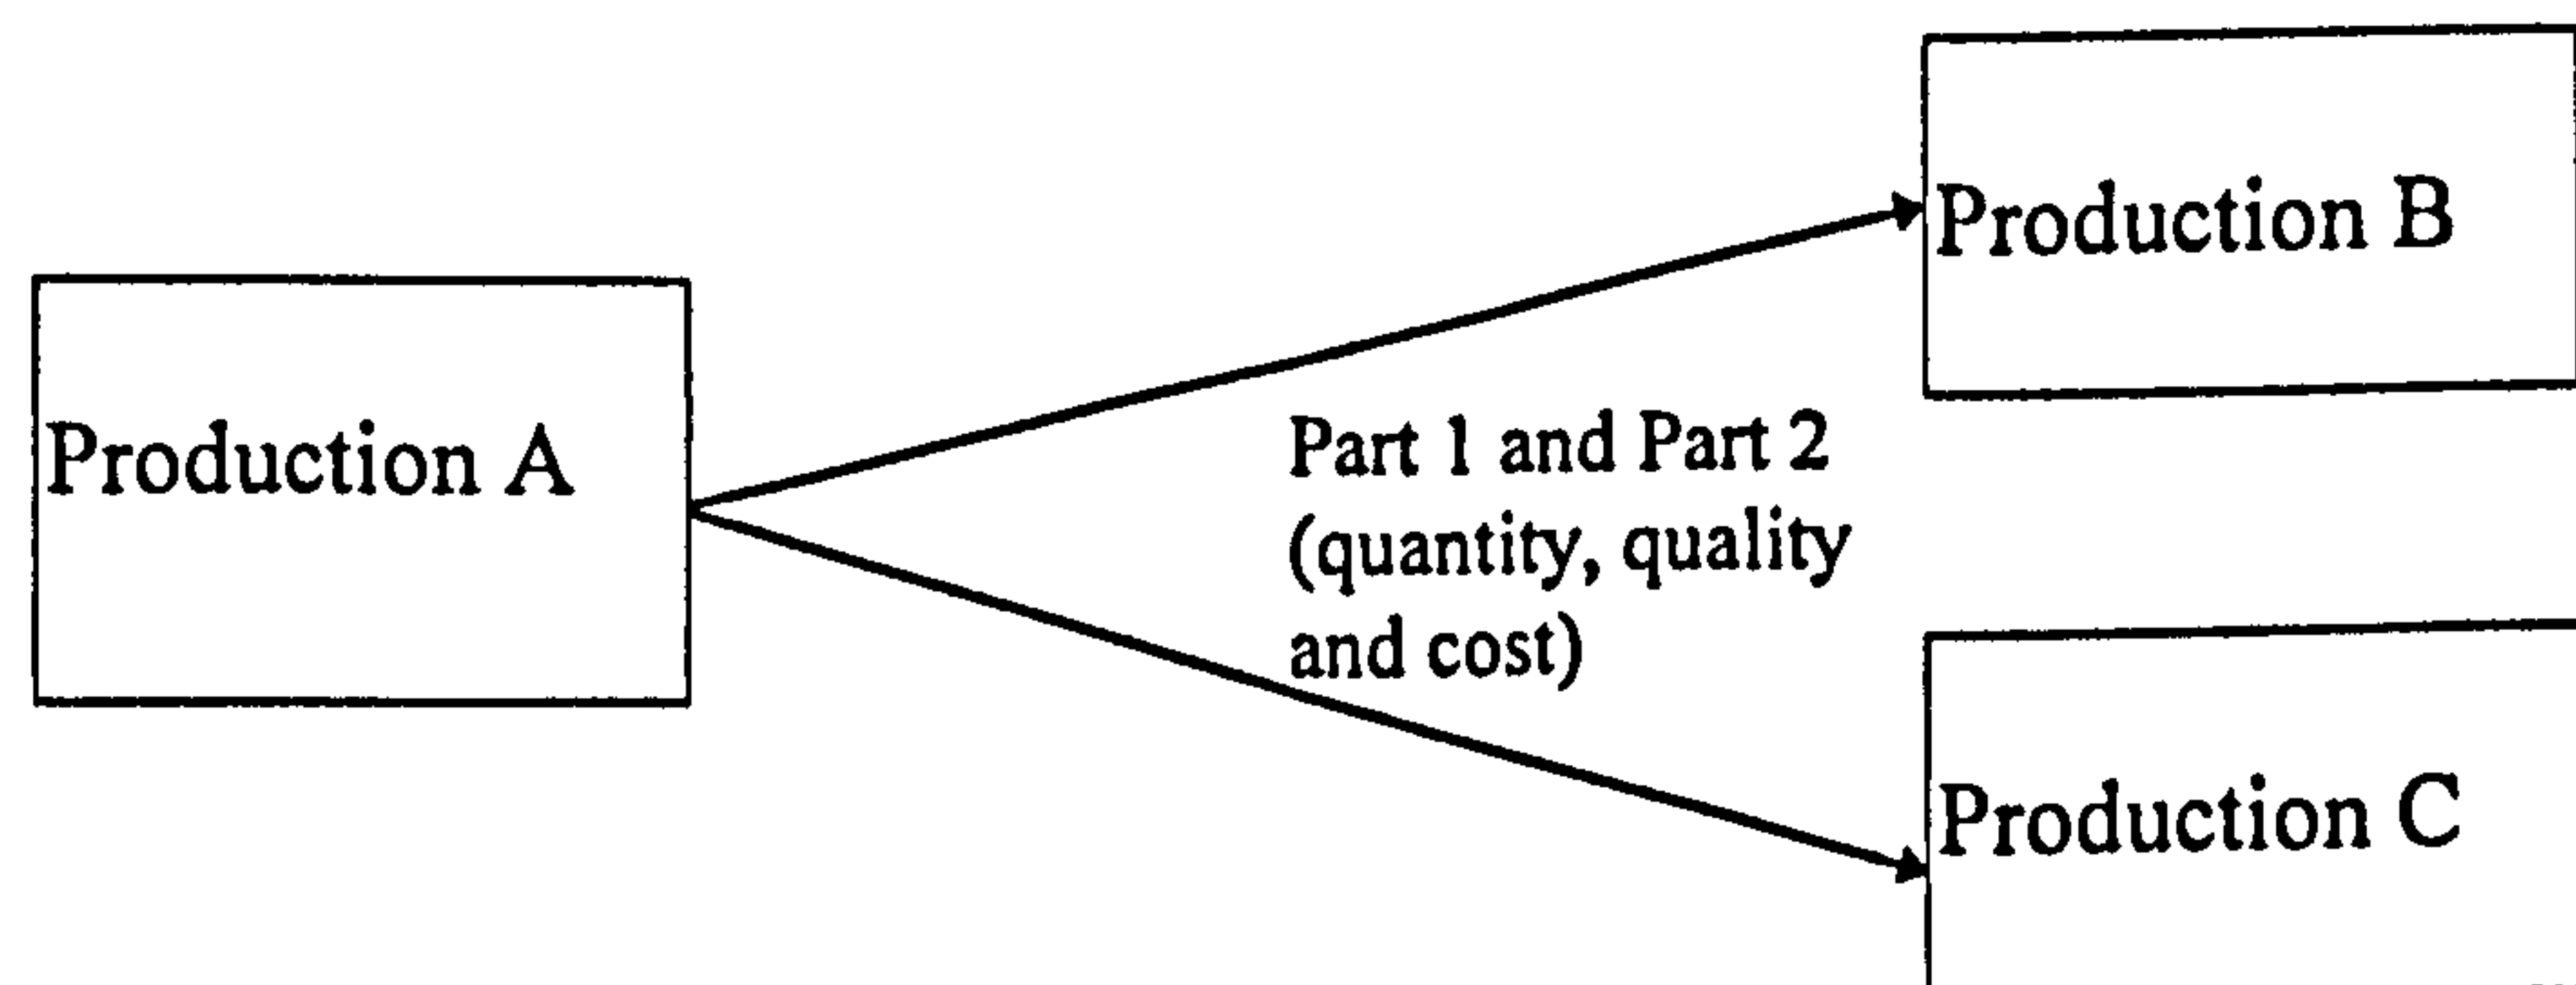 Production A
Production B
Part 1 and Part 2
(quantity, quality
and cost)
Production C